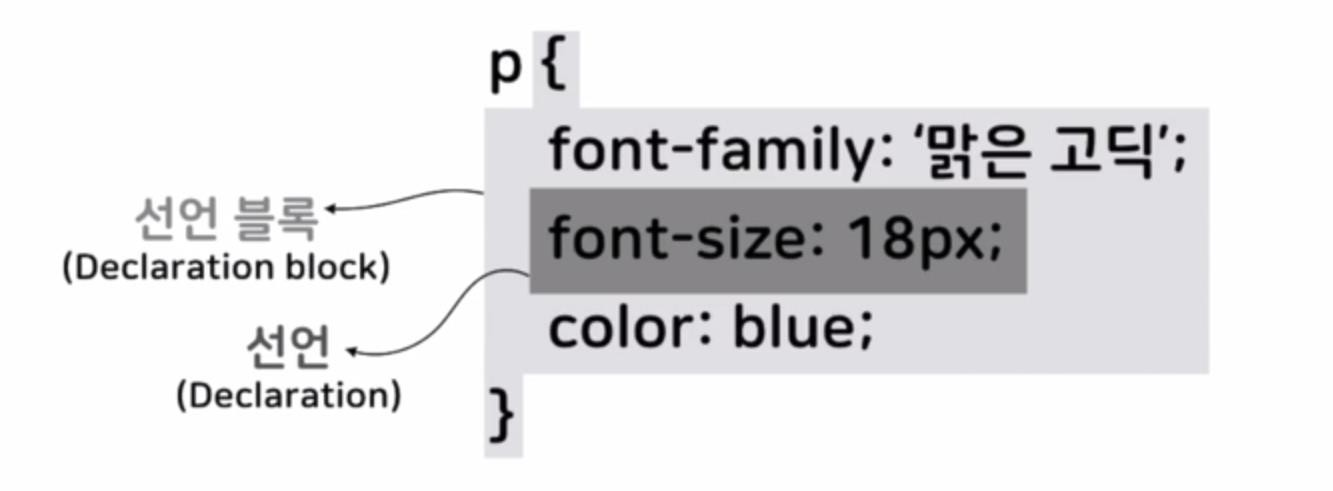 p {
font-family: ‘맑은 고딕’;
선언 블록
(Declaration block)
font-size: 18px;
color: blue;
선언
(Declaration)
}